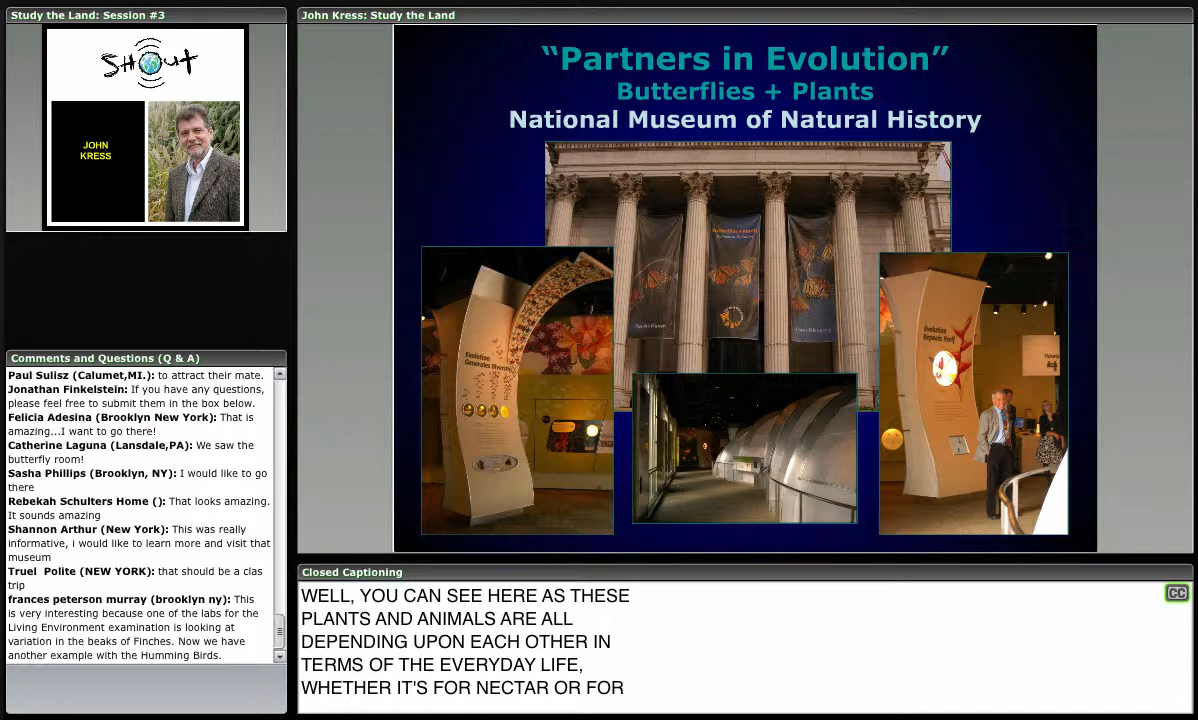 Study the Land: Session #3
SHOUT
JOHN
KRESS
Comments and Questions (Q & A)
Paul Sulisz (Calumet,MI.): to attract their mate.
Jonathan Finkelstein: If you have any questions,
please feel free to submit them in the box below.
Felicia Adesina (Brooklyn New York): That is
amazing...I want to go there!
Catherine Laguna (Lansdale,PA): We saw the
butterfly room!
Sasha Phillips (Brooklyn, NY): I would like to go
there
Rebekah Schulters Home (): That looks amazing.
It sounds amazing
Shannon Arthur (New York): This was really
informative, i would like to learn more and visit that
museum
Truel  Polite (NEW YORK): that should be a clas
trip
frances peterson murray (brooklyn ny): This
is very interesting because one of the labs for the
Living Environment examination is looking at
variation in the beaks of Finches. Now we have
another example with the Humming Birds.
John Kress: Study the Land
“Partners in Evolution”
Butterflies + Plants
National Museum of Natural History
Butterflies + Plants
Evolution
Generates Diversity
Evolution
Repeats Itself
Closed Captioning
CC
WELL, YOU CAN SEE HERE AS THESE
PLANTS AND ANIMALS ARE ALL
DEPENDING UPON EACH OTHER IN
TERMS OF THE EVERYDAY LIFE,
WHETHER IT'S FOR NECTAR OR FOR